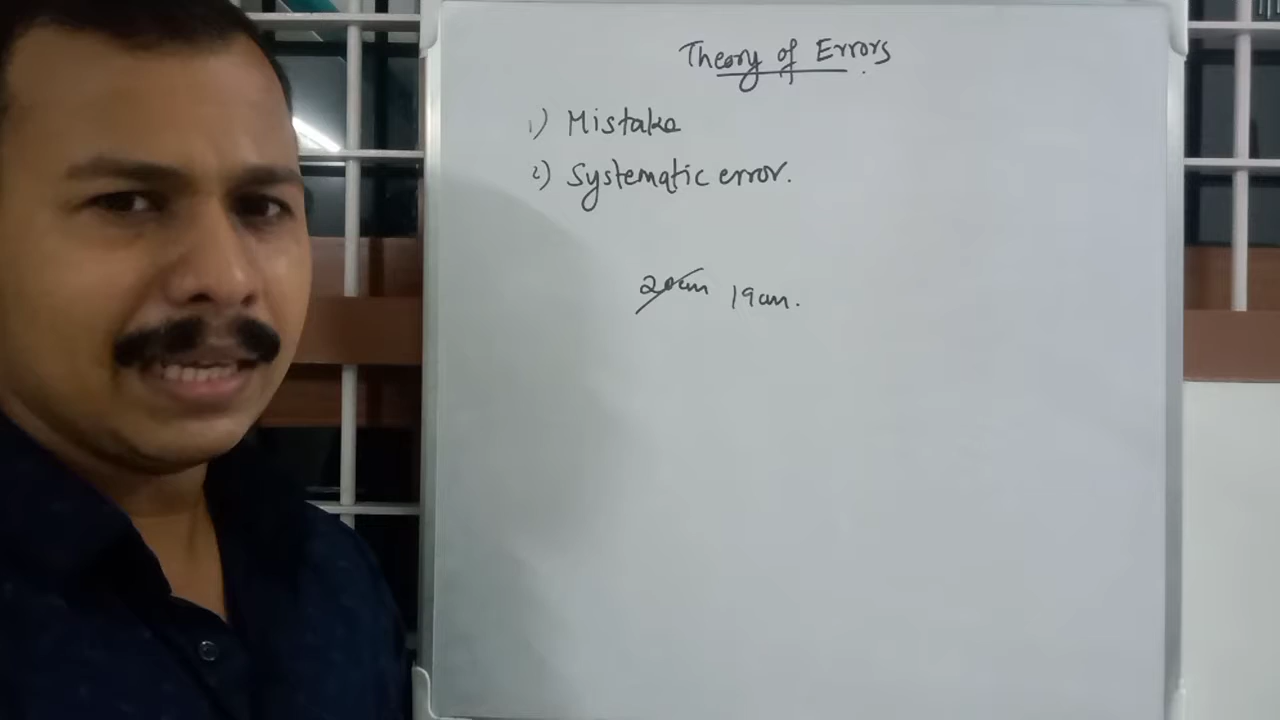 Theory of Errors
1) Mistake
2) Systematic error.
20cm 19cm.